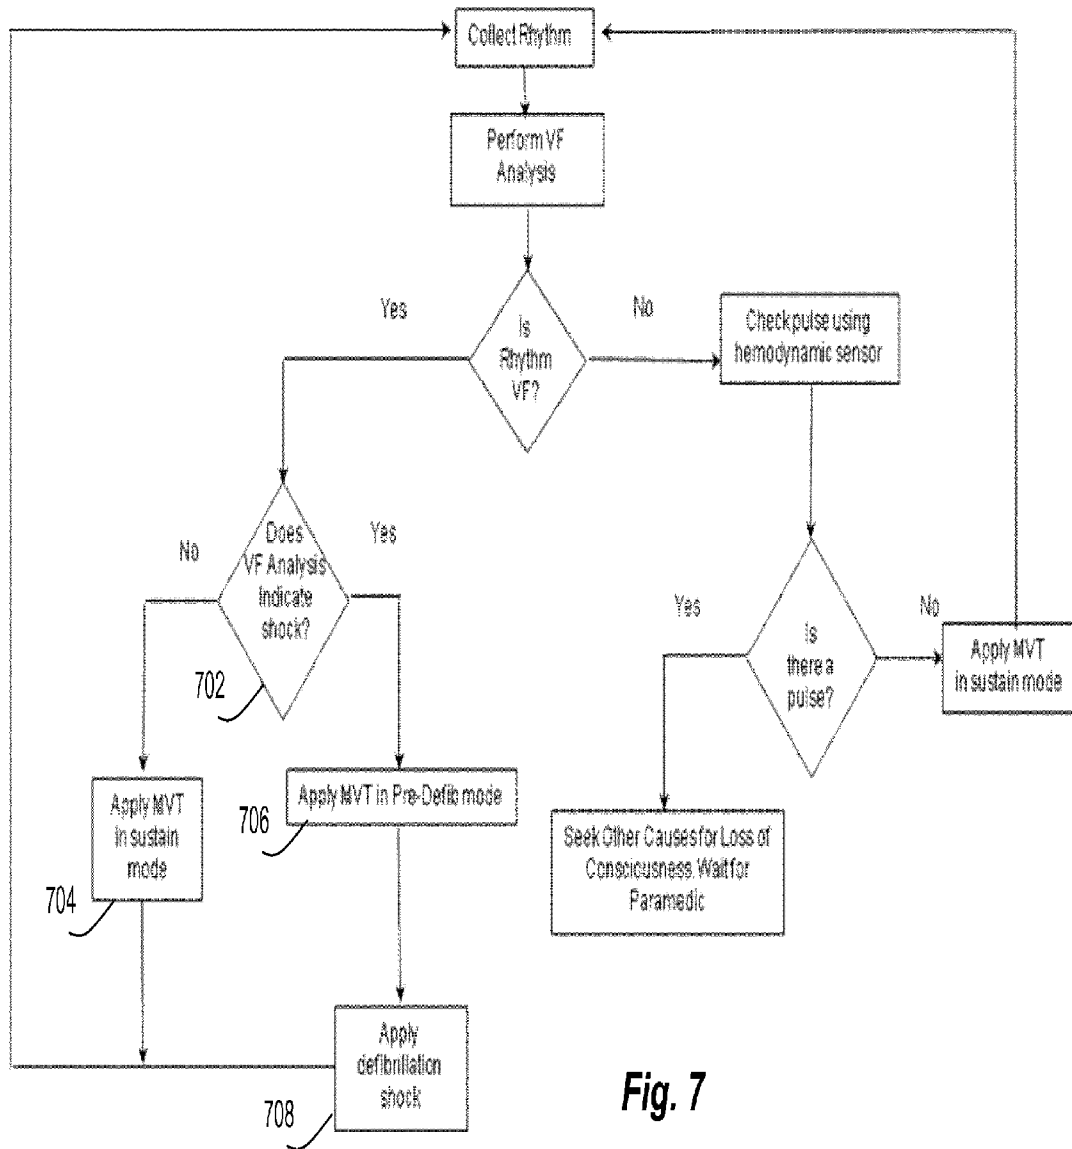 Collect Rhythm
Perform VF
Analysis
Yes
No
Is
Rhythm
VF?
Check pulse using
hemodynamic sensor
No
Does
VF Analysis
Indicate
shock?
Yes
702
Yes
Is
there a
pulse?
No
Apply MVT
in sustain mode
Apply MVT
in sustain
mode
704
Apply MVT in Pre-Defib mode
706
Seek Other Causes for Loss of
Consciousness. Wait for
Paramedic
Apply
defibrillation
shock
708
Fig. 7